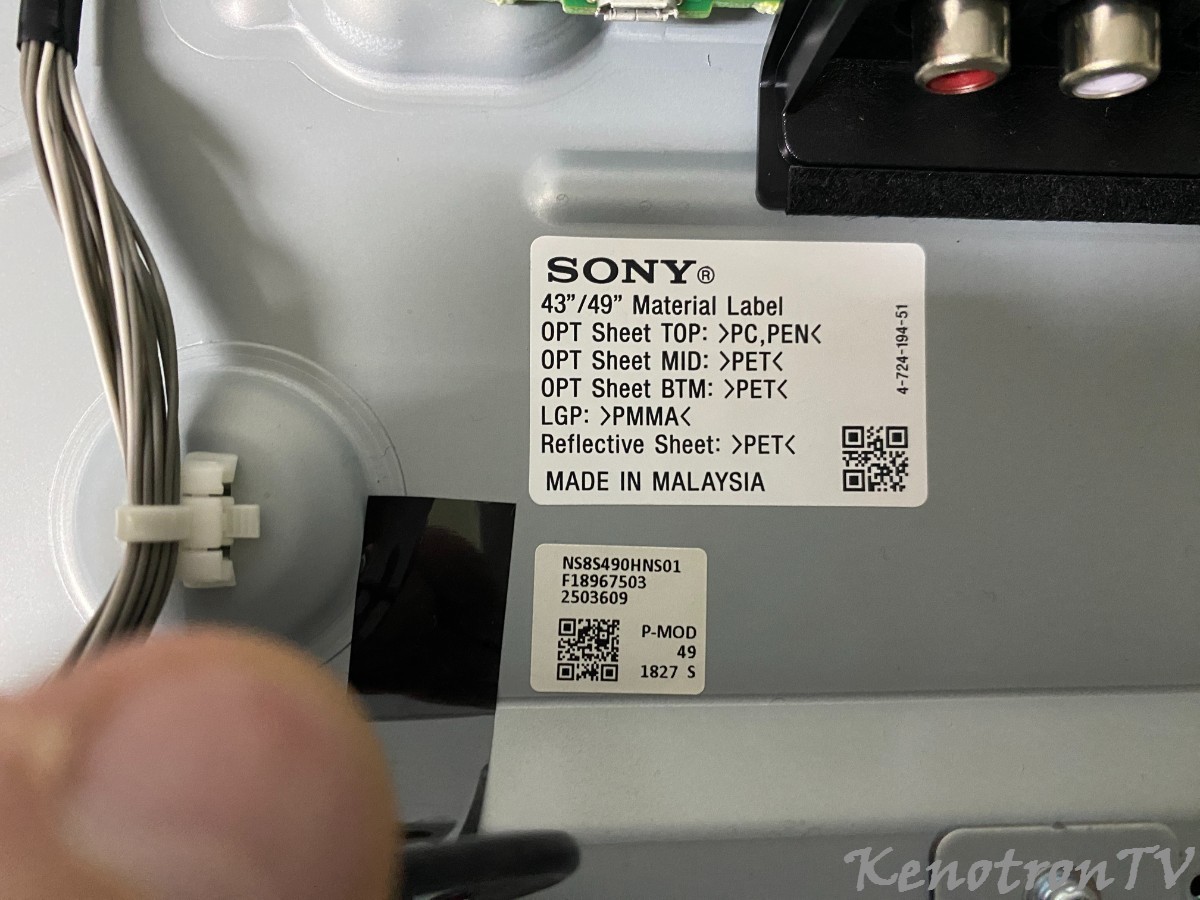 SONY®
43"/49" Material Label
OPT Sheet TOP: >PC,PEN<
OPT Sheet MID: >PET<
OPT Sheet BTM: >PET<
LGP: >PMMA<
Reflective Sheet: >PET<
MADE IN MALAYSIA
4-724-194-51
NS8S490HNS01
F18967503
2503609
P-MOD
49
1827 S
KenotronTV